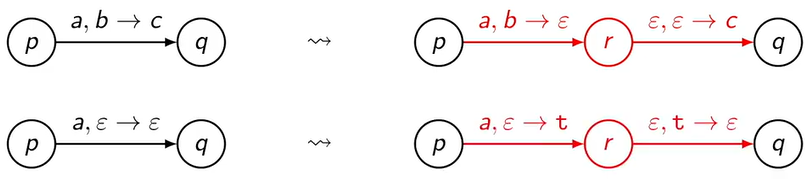 p a, b → c q ⇝ p a, b → ε r ε, ε → c q
p a, ε → ε q ⇝ p a, ε → t r ε, t → ε q